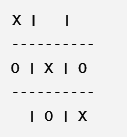 X |   |
----------
O | X | O
----------
  | O | X